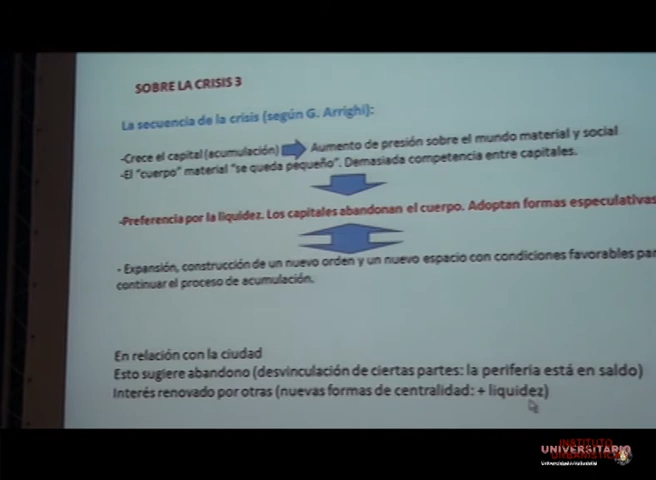 SOBRE LA CRISIS 3
La secuencia de la crisis (según G. Arrighi):
-Crece el capital (acumulación) Aumento de presión sobre el mundo material y social
-El "cuerpo" material "se queda pequeño". Demasiada competencia entre capitales.
-Preferencia por la liquidez. Los capitales abandonan el cuerpo. Adoptan formas especulativas
- Expansión, construcción de un nuevo orden y un nuevo espacio con condiciones favorables par
continuar el proceso de acumulación.
En relación con la ciudad
Esto sugiere abandono (desvinculación de ciertas partes: la periferia está en saldo)
Interés renovado por otras (nuevas formas de centralidad: + liquidez)
INSTITUTO
UNIVERSITARIO
URBANÍSTICA